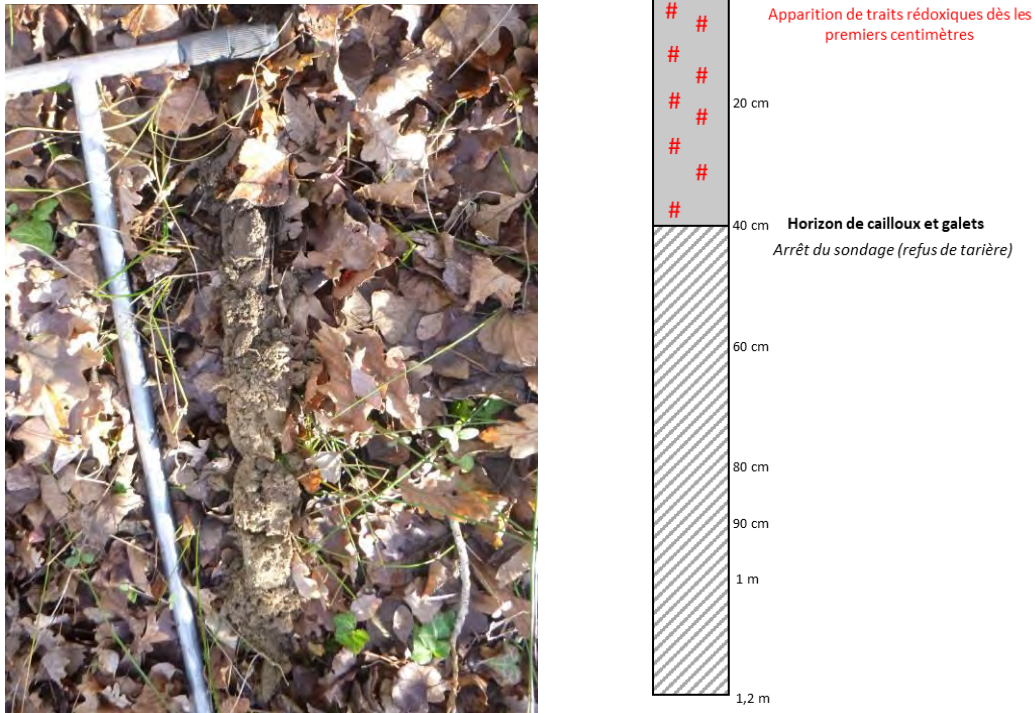 Apparition de traits rédoxiques dès les
premiers centimètres
#
#
#
#
#
#
#
#
#
20 cm
40 cm
Horizon de cailloux et galets
Arrêt du sondage (refus de tarière)
60 cm
80 cm
90 cm
1 m
1,2 m